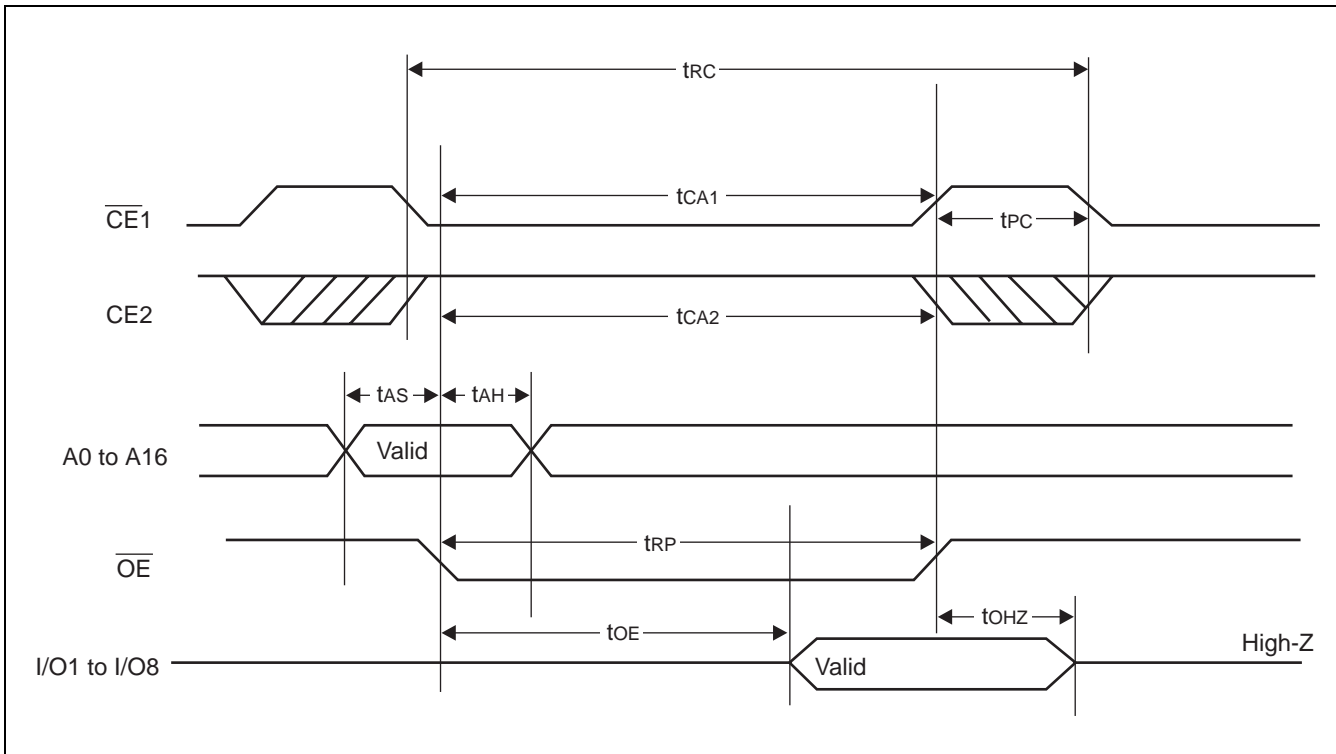 tRC
tCA1
CE1
tPC
CE2
tCA2
tAS
tAH
Valid
A0 to A16
tRP
OE
tOHZ
tOE
High-Z
I/O1 to I/O8
Valid